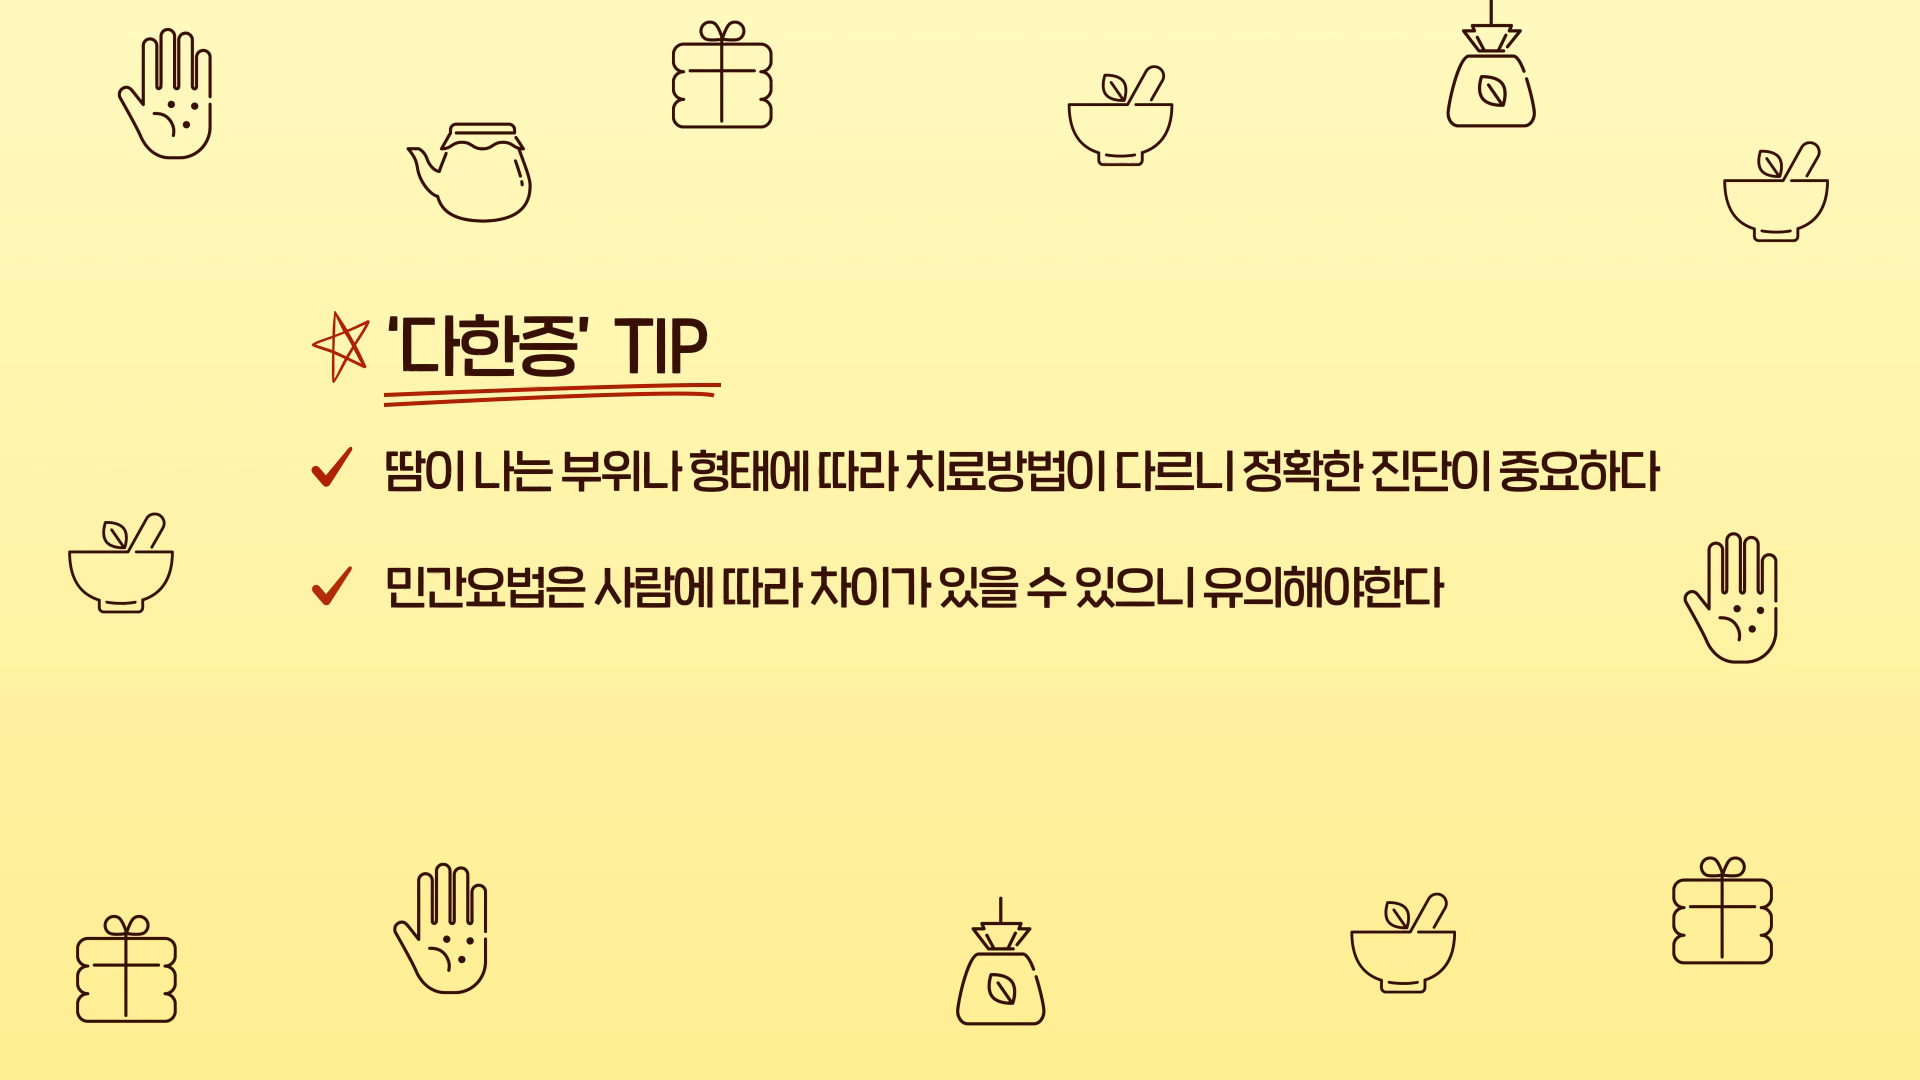 '다한증' TIP
땀이 나는 부위나 형태에 따라 치료방법이 다르니 정확한 진단이 중요하다
민간요법은 사람에 따라 차이가 있을 수 있으니 유의해야한다